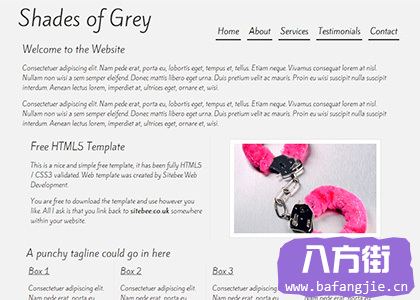 Shades of Grey
Home About Services Testimonials Contact
Welcome to the Website
Consectetuer adipiscing elit. Nam pede erat, porta eu, lobortis eget, tempus et, tellus. Etiam neque. Vivamus consequat lorem at nisl.
Nullam non wisi a sem eleifend. Donec mattis libero eget urna. Duis pretium velit ac mauris. Proin eu wisi suscipit nulla suscipit
interdum. Aenean lorem, imperdiet at, ultrices eget, ornare et, wisi.
Consectetuer adipiscing elit. Nam pede erat, porta eu, lobortis eget, tempus et, tellus. Etiam neque. Vivamus consequat lorem at nisl.
Nullam non wisi a sem eleifend. Donec mattis libero eget urna. Duis pretium velit ac mauris. Proin eu wisi suscipit nulla suscipit
interdum. Aenean lorem, imperdiet at, ultrices eget, ornare et, wisi.
Free HTML5 Template
This is a nice and simple free template, it has been fully HTML5
/ CSS3 validated. Web template was created by Sitebee Web
Development.
You are free to download the template and use however you
like. All I ask is that you link back to sitebee.co.uk somewhere
within your website.
A punchy tagline could go in here
Box 1 Box 2 Box 3
Consectetuer adipiscing elit. Consectetuer adipiscing elit. Consectetuer adipiscing elit.
Nam pede erat, porta eu, Nam pede erat, porta eu, Nam pede erat, porta eu
八方街
www.bafangjie.cn